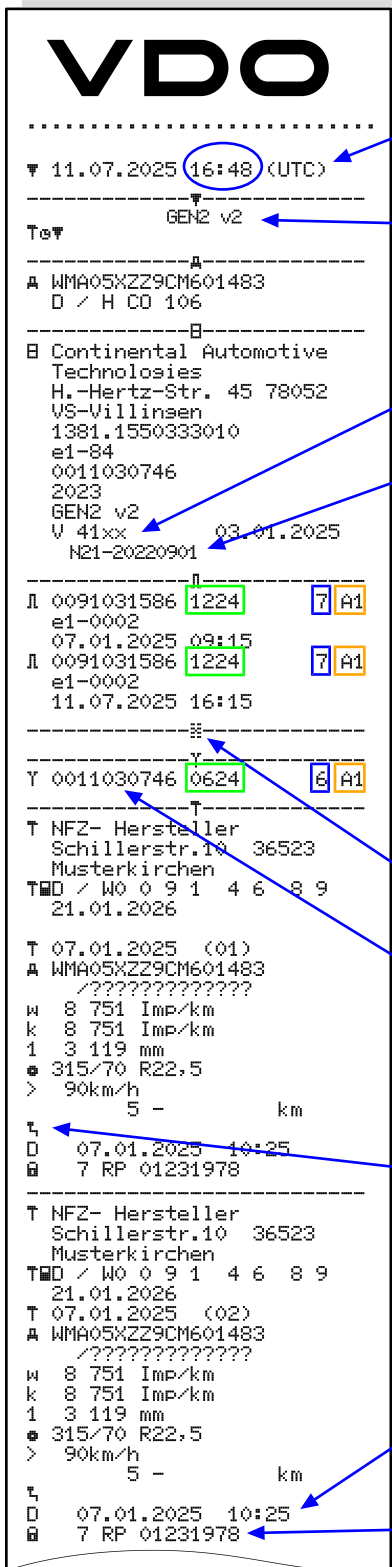 VDO
▼ 11.07.2025 16:48 (UTC)
GEN2 v2
WMA05XZZ9CM601483
D / H CO 106
Continental Automotive
Technologies
H.-Hertz-Str. 45 78052
VS-Villingen
1381.1550333010
e1-84
0011030746
2023
GEN2 v2
V 41xx 03.01.2025
N21-20220901
0091031586 1224 7 A1
e1-0002
07.01.2025 09:15
0091031586 1224 7 A1
e1-0002
11.07.2025 16:15
0011030746 0624 6 A1
NFZ- Hersteller
Schillerstr.10 36523
Musterkirchen
D / W0 0 9 1 4 6 8 9
21.01.2026
07.01.2025 (01)
WMA05XZZ9CM601483
/?????????????
w 8 751 Imp/km
k 8 751 Imp/km
l 3 119 mm
315/70 R22,5
> 90km/h
5 - km
D 07.01.2025 10:25
7 RP 01231978
NFZ- Hersteller
Schillerstr.10 36523
Musterkirchen
D / W0 0 9 1 4 6 8 9
21.01.2026
07.01.2025 (02)
WMA05XZZ9CM601483
/?????????????
w 8 751 Imp/km
k 8 751 Imp/km
l 3 119 mm
315/70 R22,5
> 90km/h
5 - km
D 07.01.2025 10:25
7 RP 01231978